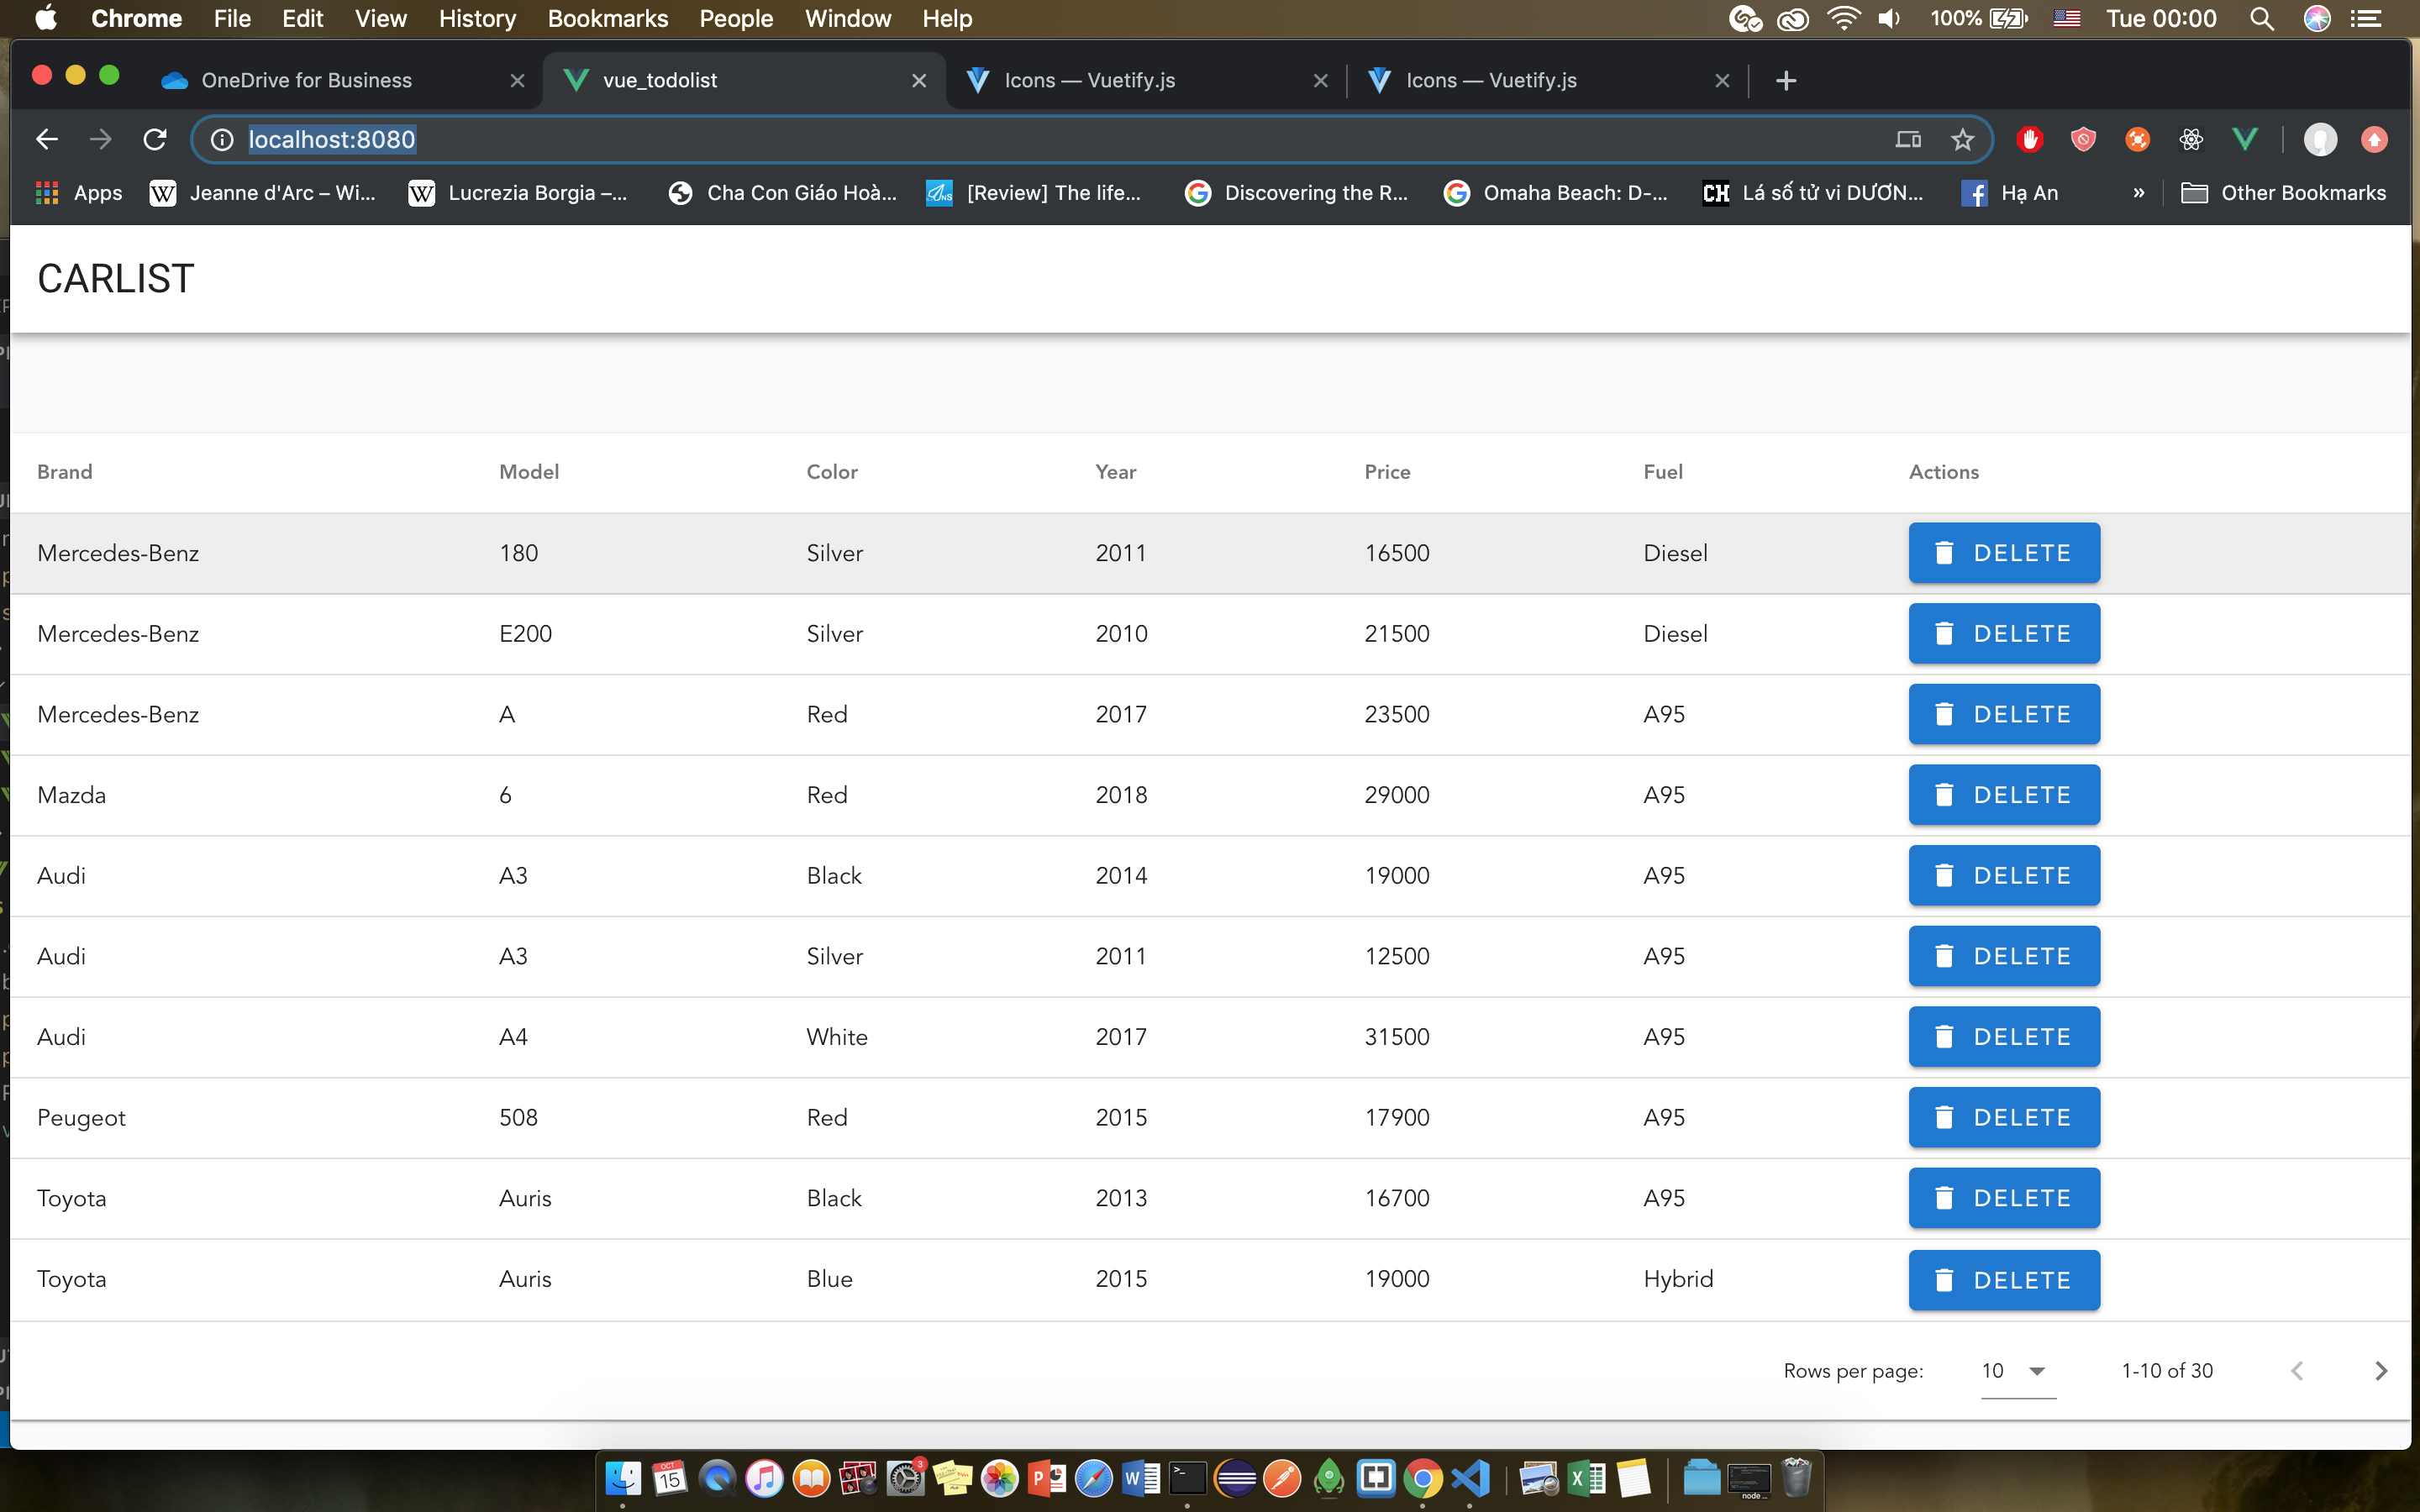 Chrome File Edit View History Bookmarks People Window Help 100% Tue 00:00
OneDrive for Business vue_todolist Icons — Vuetify.js Icons — Vuetify.js
localhost:8080
Apps Jeanne d'Arc – Wi... Lucrezia Borgia –... Cha Con Giáo Hoà... [Review] The life... Discovering the R... Omaha Beach: D-... Lá số tử vi DƯƠN... Hạ An » Other Bookmarks
CARLIST
Brand Model Color Year Price Fuel Actions
Mercedes-Benz 180 Silver 2011 16500 Diesel DELETE
Mercedes-Benz E200 Silver 2010 21500 Diesel DELETE
Mercedes-Benz A Red 2017 23500 A95 DELETE
Mazda 6 Red 2018 29000 A95 DELETE
Audi A3 Black 2014 19000 A95 DELETE
Audi A3 Silver 2011 12500 A95 DELETE
Audi A4 White 2017 31500 A95 DELETE
Peugeot 508 Red 2015 17900 A95 DELETE
Toyota Auris Black 2013 16700 A95 DELETE
Toyota Auris Blue 2015 19000 Hybrid DELETE
Rows per page: 10 1-10 of 30
OCT 15 3 node